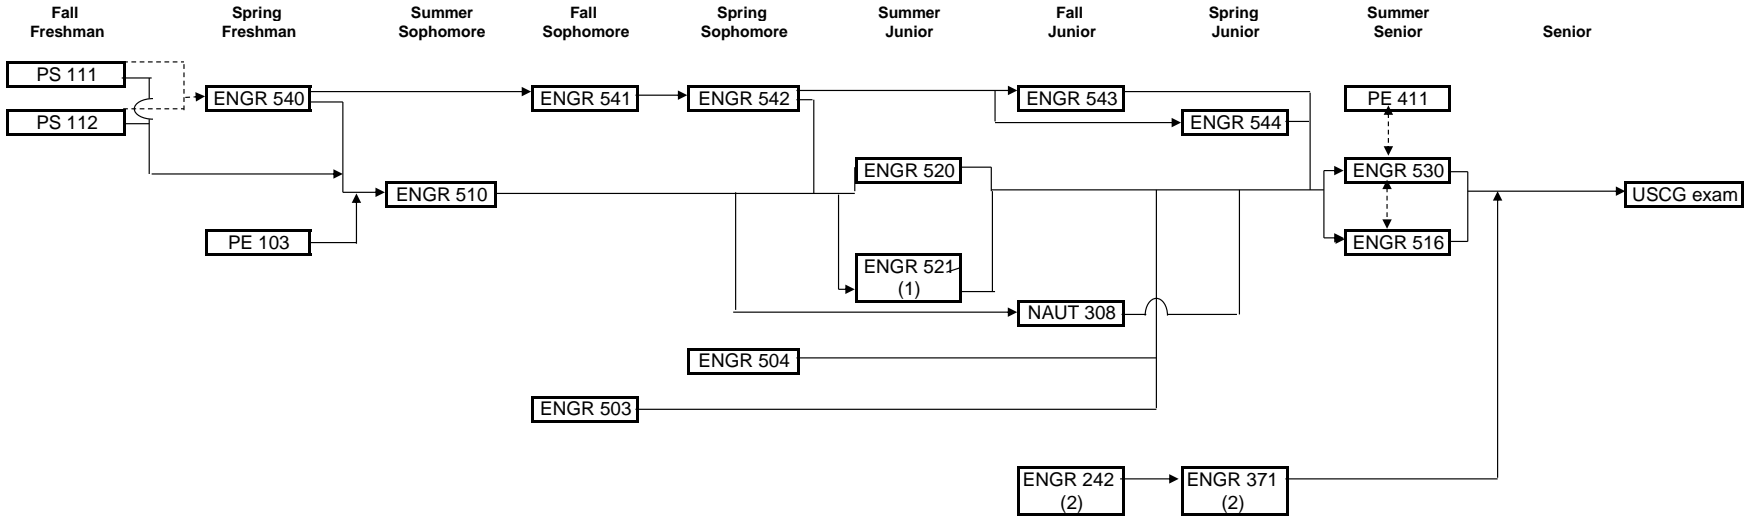 Fall Spring Summer Fall Spring Summer Fall Spring Summer
Freshman Freshman Sophomore Sophomore Sophomore Junior Junior Junior Senior Senior
PS 111
ENGR 540
ENGR 541
ENGR 542
ENGR 543
PE 411
PS 112
ENGR 544
ENGR 520
ENGR 530
ENGR 510
USCG exam
PE 103
ENGR 516
ENGR 521
(1)
NAUT 308
ENGR 504
ENGR 503
ENGR 242
(2)
ENGR 371
(2)